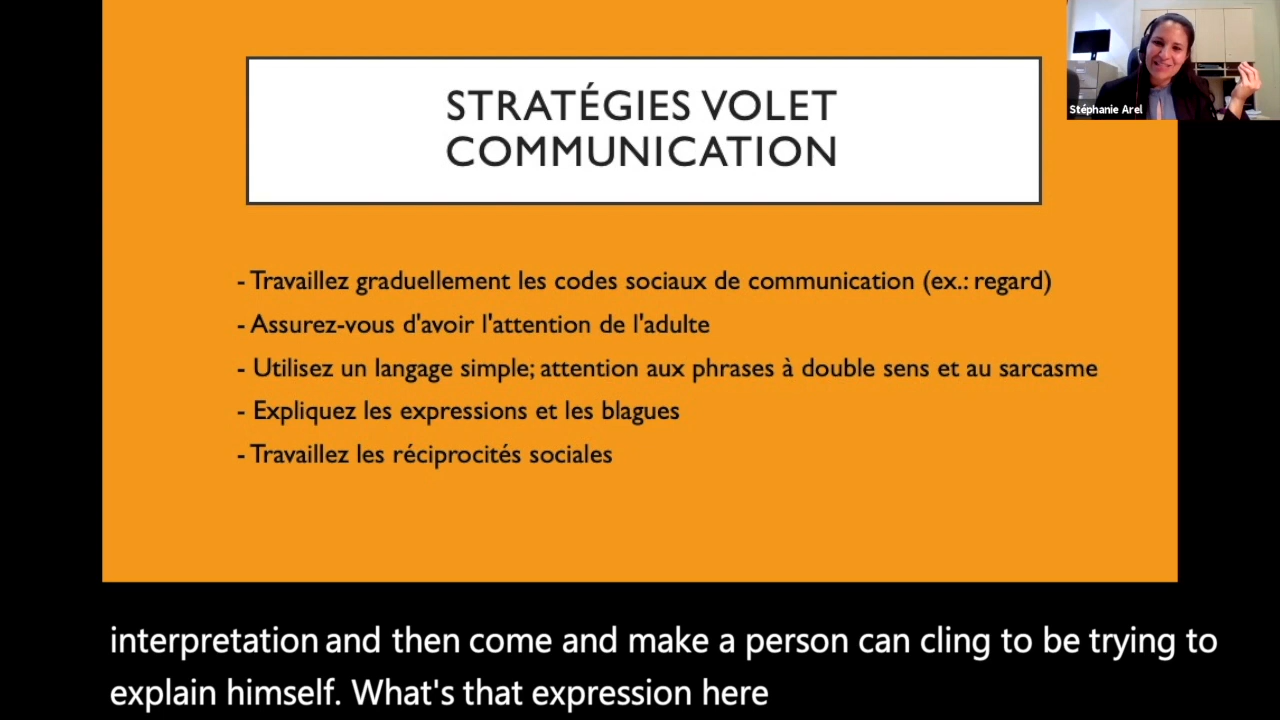 STRATÉGIES VOLET
COMMUNICATION
Stéphanie Arel
- Travaillez graduellement les codes sociaux de communication (ex.: regard)
- Assurez-vous d'avoir l'attention de l'adulte
- Utilisez un langage simple; attention aux phrases à double sens et au sarcasme
- Expliquez les expressions et les blagues
- Travaillez les réciprocités sociales
interpretation and then come and make a person can cling to be trying to
explain himself. What's that expression here